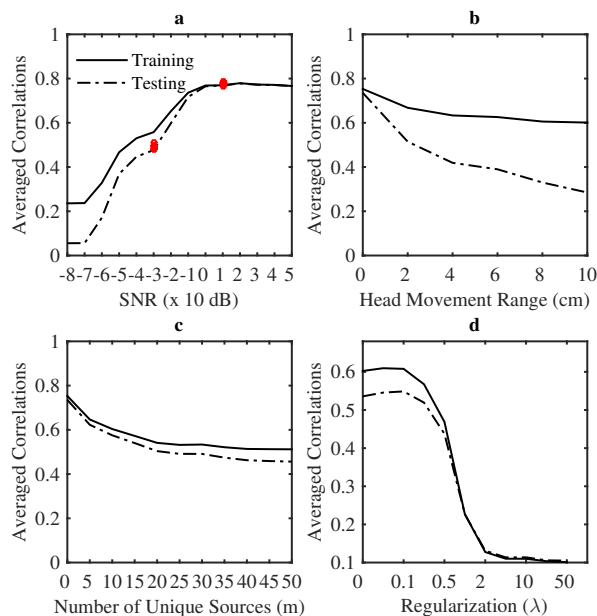 a
Averaged Correlations
1
0.8
0.6
0.4
0.2
0
Training
Testing
-8 -7 -6 -5 -4 -3 -2 -1 0 1 2 3 4 5
SNR (x 10 dB)
b
Averaged Correlations
1
0.8
0.6
0.4
0.2
0
0 2 4 6 8 10
Head Movement Range (cm)
c
Averaged Correlations
1
0.8
0.6
0.4
0.2
0
0 5 10 15 20 25 30 35 40 45 50
Number of Unique Sources (m)
d
Averaged Correlations
0.6
0.5
0.4
0.3
0.2
0.1
0 0.1 0.5 2 10 50
Regularization (λ)